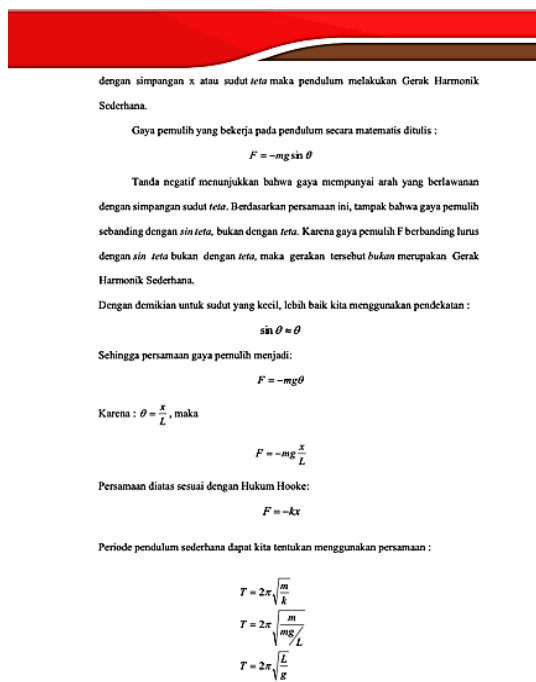 dengan simpangan x atau sudut teta maka pendulum melakukan Gerak Harmonik
Sederhana.
Gaya pemulih yang bekerja pada pendulum secara matematis ditulis :
F = −mg sin θ
Tanda negatif menunjukkan bahwa gaya mempunyai arah yang berlawanan
dengan simpangan sudut teta. Berdasarkan persamaan ini, tampak bahwa gaya pemulih
sebanding dengan sin teta, bukan dengan teta. Karena gaya pemulih F berbanding lurus
dengan sin teta bukan dengan teta, maka gerakan tersebut bukan merupakan Gerak
Harmonik Sederhana.
Dengan demikian untuk sudut yang kecil, lebih baik kita menggunakan pendekatan :
sin θ ≈ θ
Sehingga persamaan gaya pemulih menjadi:
F = −mgθ
Karena : θ = x/L , maka
F = −mg x/L
Persamaan diatas sesuai dengan Hukum Hooke:
F = −kx
Periode pendulum sederhana dapat kita tentukan menggunakan persamaan :
T = 2π√(m/k)
T = 2π√(m/(mg/L))
T = 2π√(L/g)